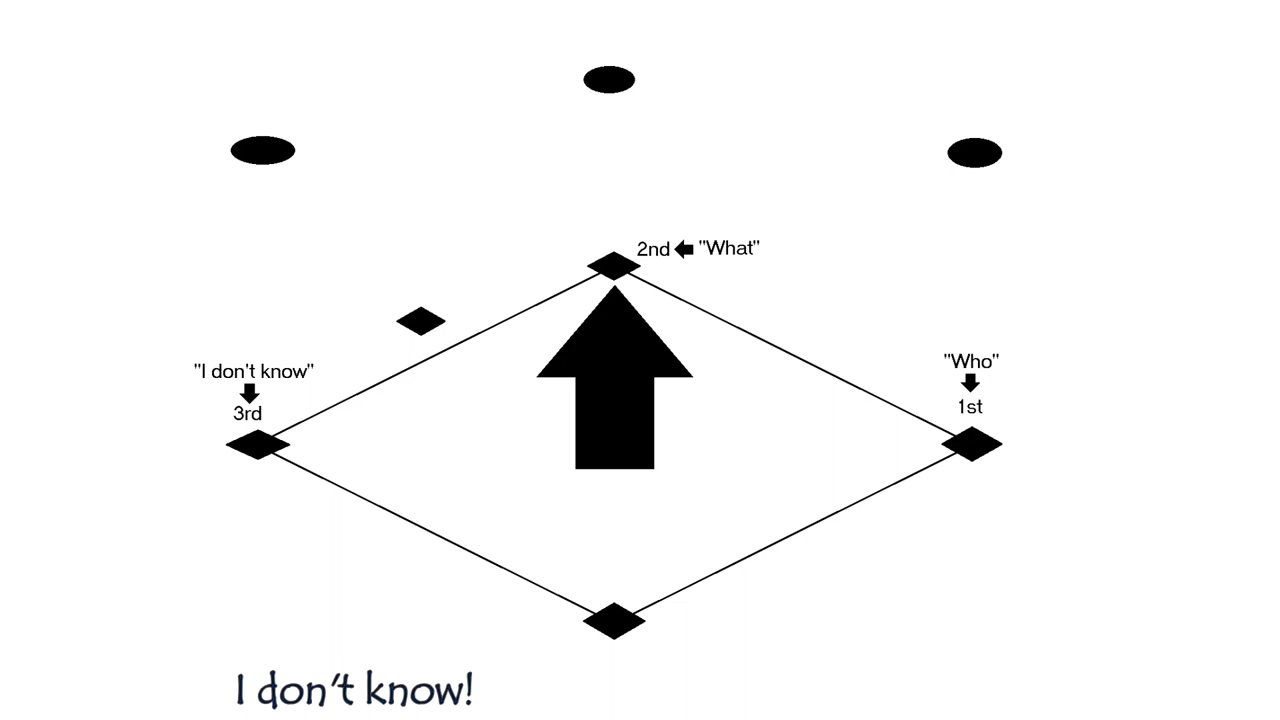 2nd "What"
"I don't know"
3rd
"Who"
1st
I don't know!